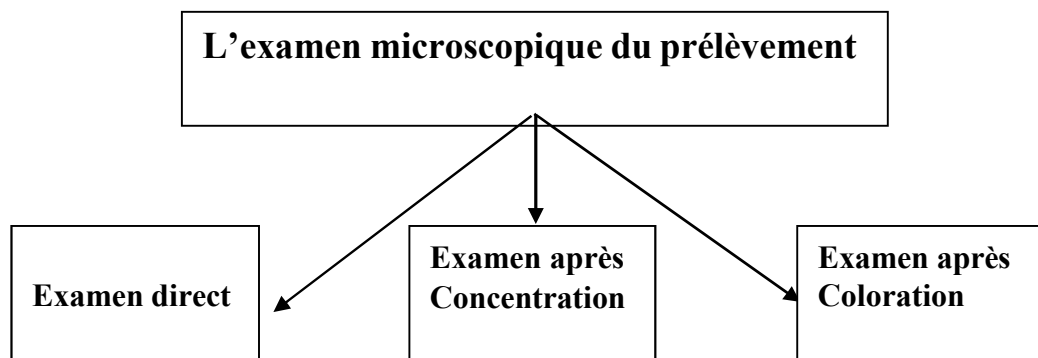 L’examen microscopique du prélèvement
Examen direct
Examen après
Concentration
Examen après
Coloration